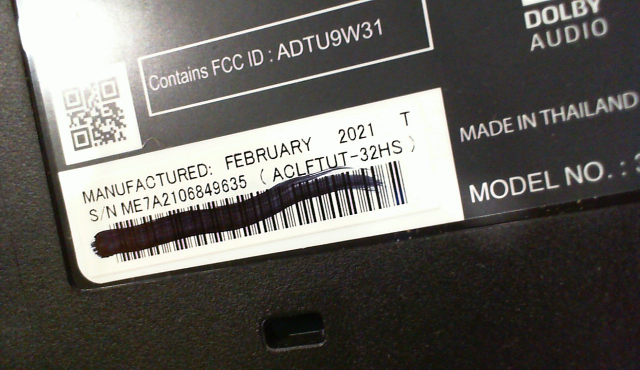 Contains FCC ID : ADTU9W31
DOLBY
AUDIO
MADE IN THAILAND
MODEL NO. :
MANUFACTURED: FEBRUARY 2021 T
S/N ME7A2106849635 ( ACLFTUT-32HS )